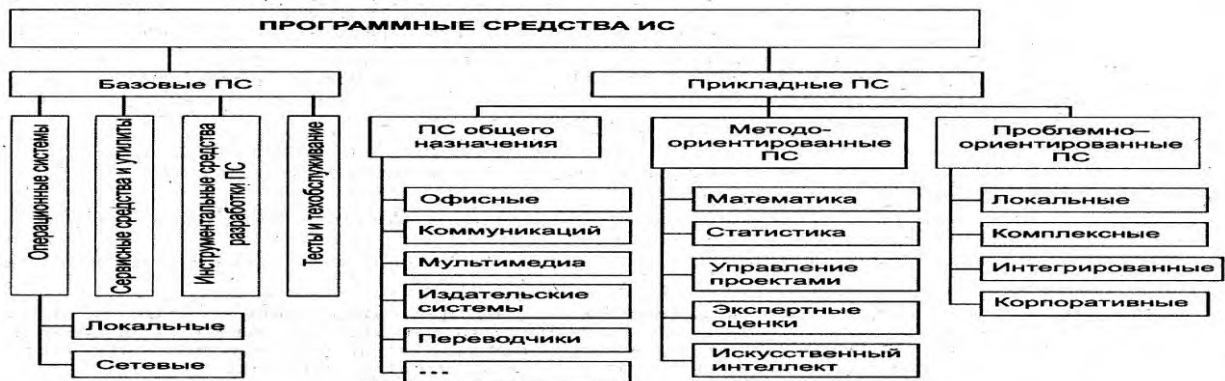 ПРОГРАММНЫЕ СРЕДСТВА ИС
Базовые ПС
Прикладные ПС
Операционные системы
Сервисные средства и утилиты
Инструментальные средства
разработки ПС
Тесты и техобслуживание
Локальные
Сетевые
ПС общего
назначения
Офисные
Коммуникаций
Мультимедиа
Издательские
системы
Переводчики
...
Методо-
ориентированные
ПС
Математика
Статистика
Управление
проектами
Экспертные
оценки
Искусственный
интеллект
Проблемно–
ориентированные
ПС
Локальные
Комплексные
Интегрированные
Корпоративные